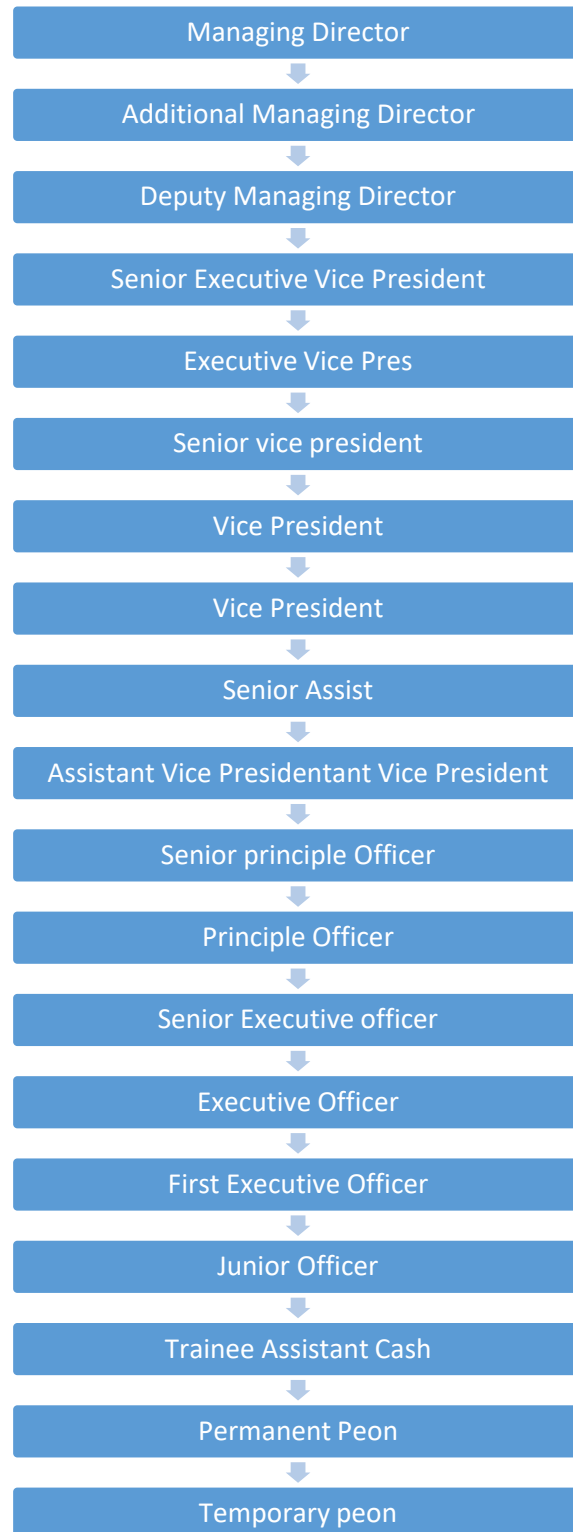 Managing Director
Additional Managing Director
Deputy Managing Director
Senior Executive Vice President
Executive Vice Pres
Senior vice president
Vice President
Vice President
Senior Assist
Assistant Vice Presidentant Vice President
Senior principle Officer
Principle Officer
Senior Executive officer
Executive Officer
First Executive Officer
Junior Officer
Trainee Assistant Cash
Permanent Peon
Temporary peon